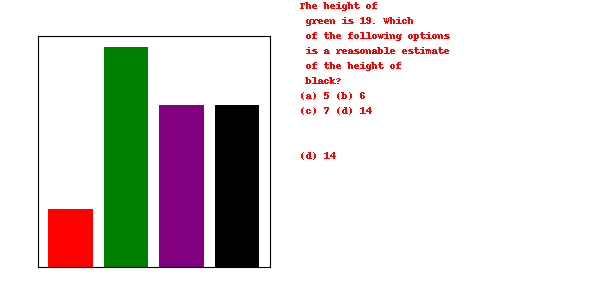 The height of
green is 19. Which
of the following options
is a reasonable estimate
of the height of
black?
(a) 5 (b) 6
(c) 7 (d) 14
(d) 14